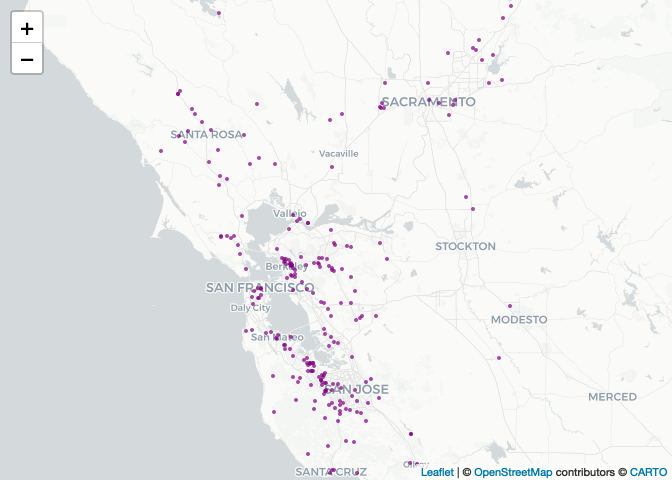 +
−
SACRAMENTO
SANTA ROSA
Vacaville
Vallejo
STOCKTON
Berkeley
SAN FRANCISCO
Daly City
MODESTO
San Mateo
SAN JOSE
MERCED
Gilroy
SANTA CRUZ
Leaflet | © OpenStreetMap contributors © CARTO